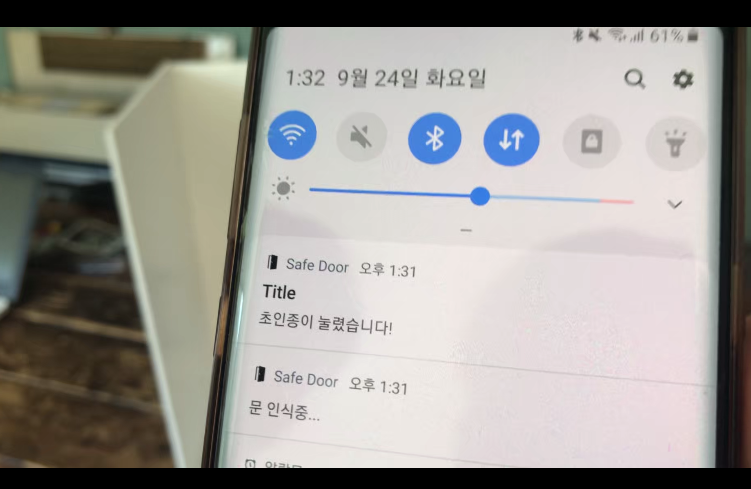 61%
1:32 9월 24일 화요일
Safe Door 오후 1:31
Title
초인종이 눌렸습니다!
Safe Door 오후 1:31
문 인식중...